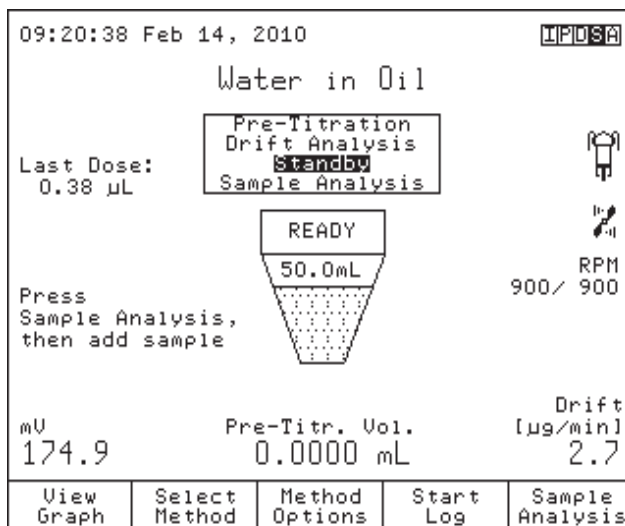 09:20:38 Feb 14, 2010
IPDSA
Water in Oil
Pre-Titration
Drift Analysis
Standby
Sample Analysis
Last Dose:
0.38 µL
READY
50.0mL
RPM
900/ 900
Press
Sample Analysis,
then add sample
mV
174.9
Pre-Titr. Vol.
0.0000 mL
Drift
[µg/min]
2.7
View
Graph
Select
Method
Method
Options
Start
Log
Sample
Analysis